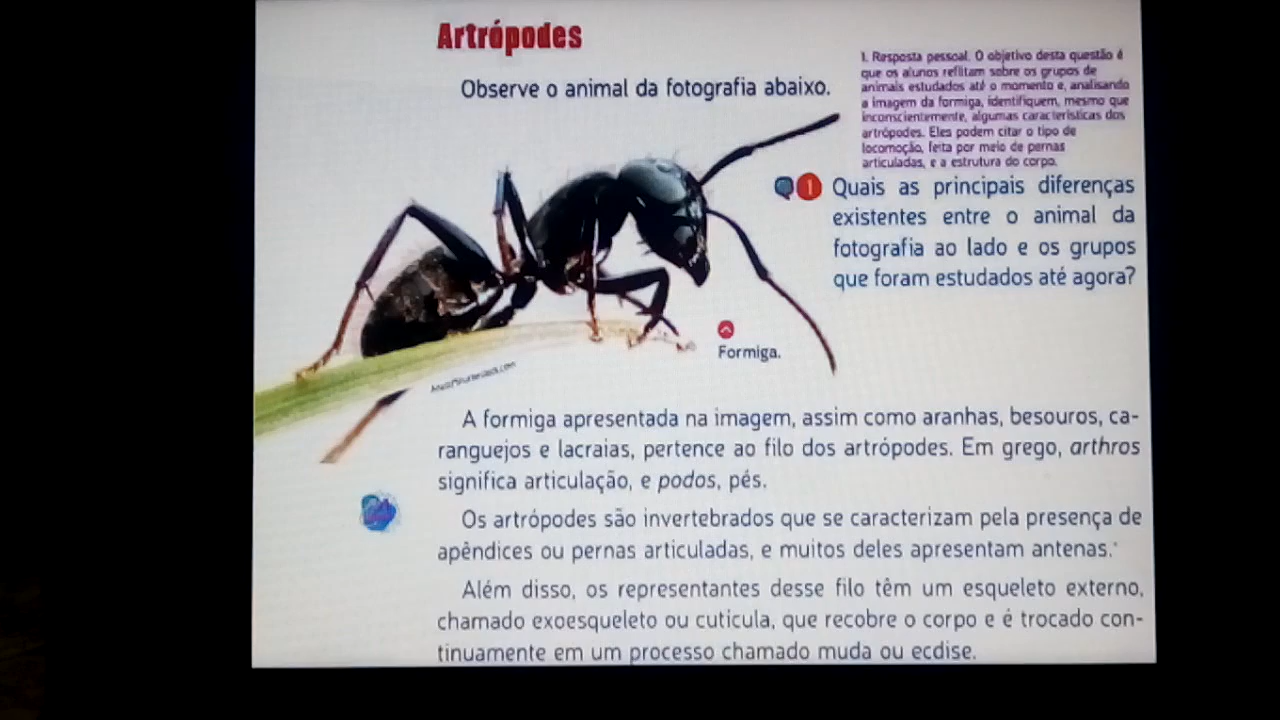 Artrópodes
Observe o animal da fotografia abaixo.
1. Resposta pessoal. O objetivo desta questão é
que os alunos reflitam sobre os grupos de
animais estudados até o momento e, analisando
a imagem da formiga, identifiquem, mesmo que
inconscientemente, algumas características dos
artrópodes. Eles podem citar o tipo de
locomoção, feita por meio de pernas
articuladas, e a estrutura do corpo.
1 Quais as principais diferenças
existentes entre o animal da
fotografia ao lado e os grupos
que foram estudados até agora?
Formiga.
A formiga apresentada na imagem, assim como aranhas, besouros, ca-
ranguejos e lacraias, pertence ao filo dos artrópodes. Em grego, arthros
significa articulação, e podos, pés.
Os artrópodes são invertebrados que se caracterizam pela presença de
apêndices ou pernas articuladas, e muitos deles apresentam antenas.
Além disso, os representantes desse filo têm um esqueleto externo,
chamado exoesqueleto ou cutícula, que recobre o corpo e é trocado con-
tinuamente em um processo chamado muda ou ecdise.